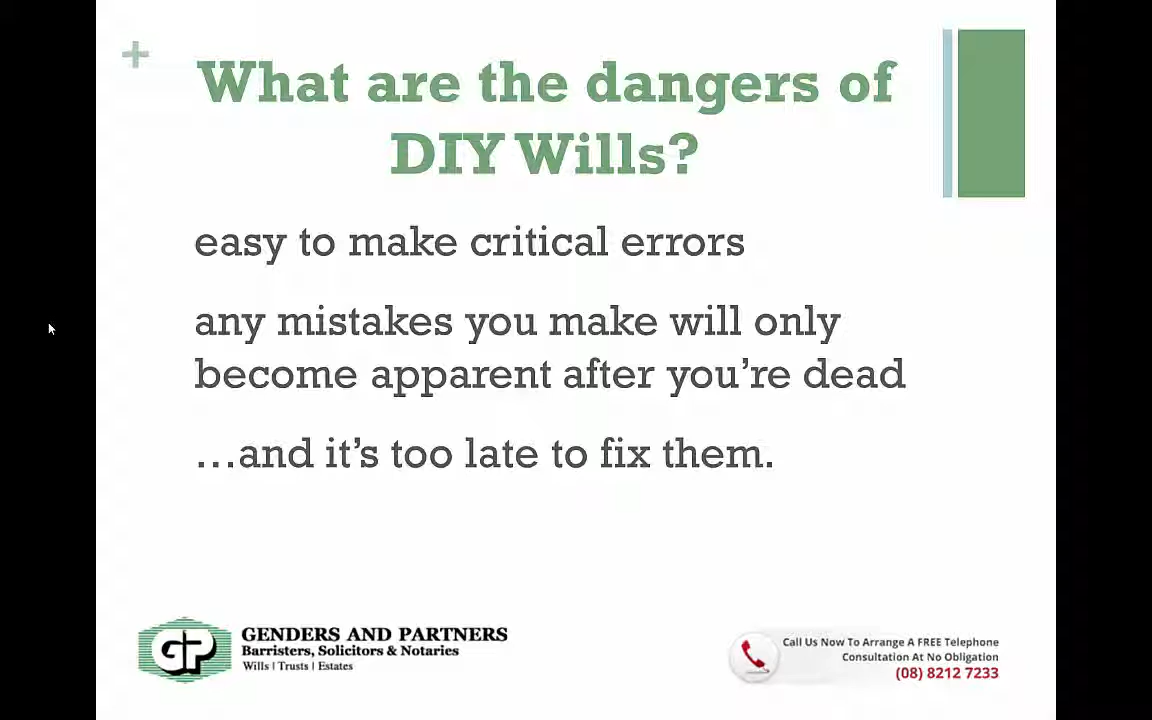 +
What are the dangers of
DIY Wills?
easy to make critical errors
any mistakes you make will only
become apparent after you're dead
...and it's too late to fix them.
GP
GENDERS AND PARTNERS
Barristers, Solicitors & Notaries
Wills | Trusts | Estates
Call Us Now To Arrange A FREE Telephone
Consultation At No Obligation
(08) 8212 7233